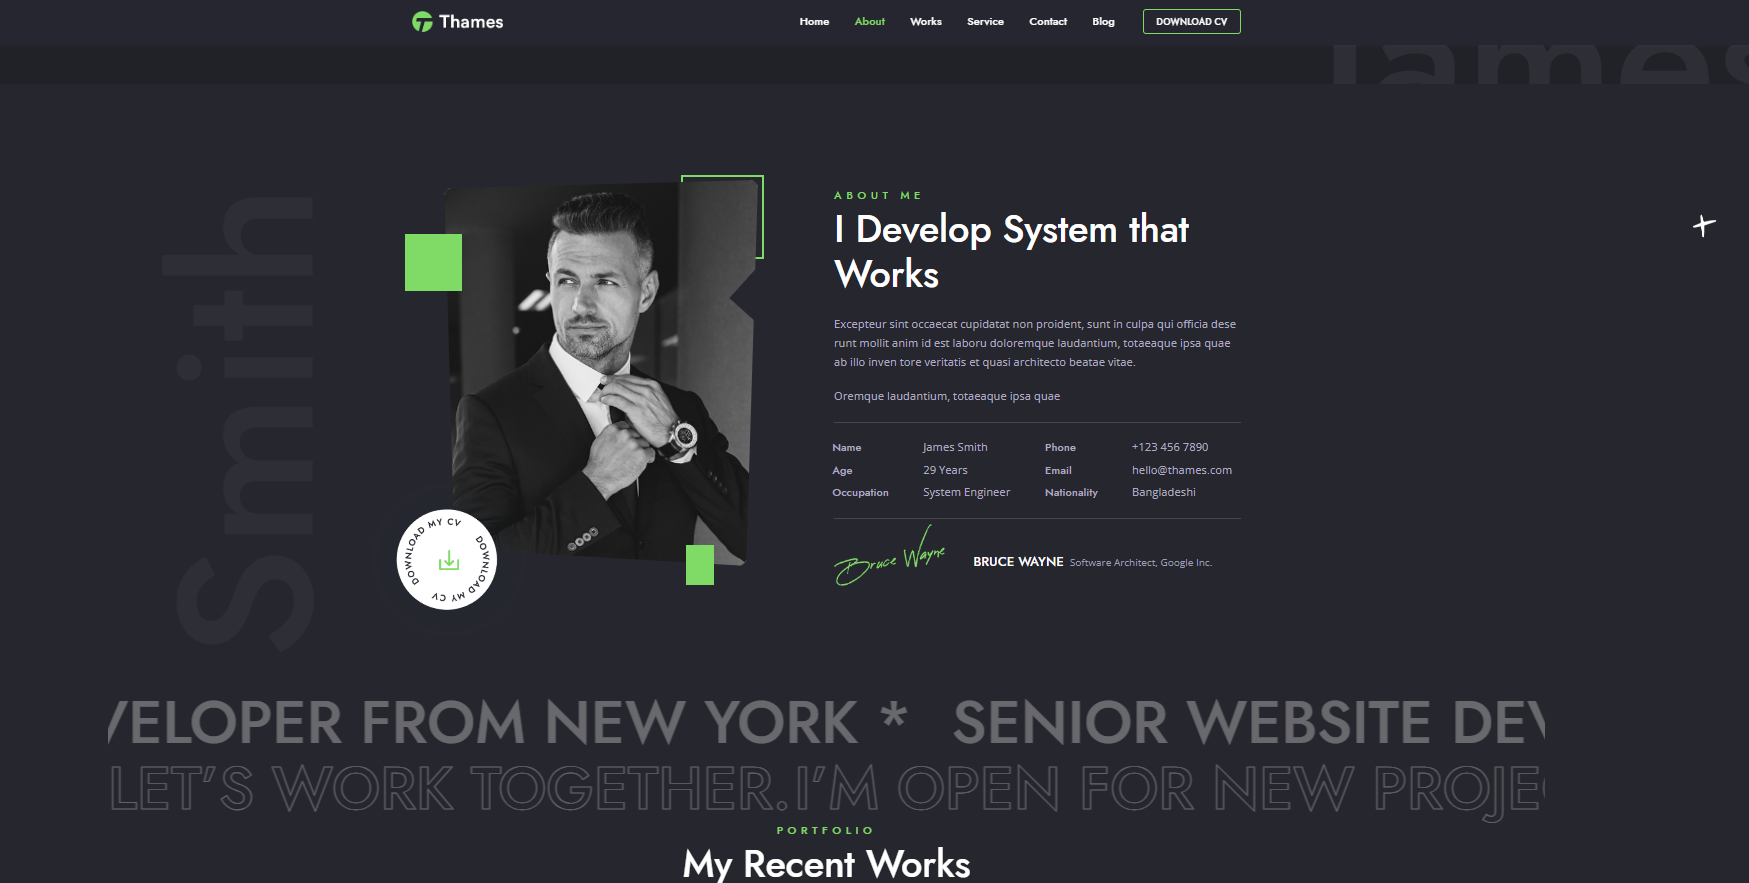 Thames
Home About Works Service Contact Blog DOWNLOAD CV
James
Smith
ABOUT ME
I Develop System that
Works
Excepteur sint occaecat cupidatat non proident, sunt in culpa qui officia dese
runt mollit anim id est laboru doloremque laudantium, totaeaque ipsa quae
ab illo inven tore veritatis et quasi architecto beatae vitae.
Oremque laudantium, totaeaque ipsa quae
Name James Smith Phone +123 456 7890
Age 29 Years Email hello@thames.com
Occupation System Engineer Nationality Bangladeshi
DOWNLOAD MY CV DOWNLOAD MY CV
Bruce Wayne
BRUCE WAYNE Software Architect, Google Inc.
VELOPER FROM NEW YORK * SENIOR WEBSITE DEV
LET'S WORK TOGETHER.I'M OPEN FOR NEW PROJE
PORTFOLIO
My Recent Works